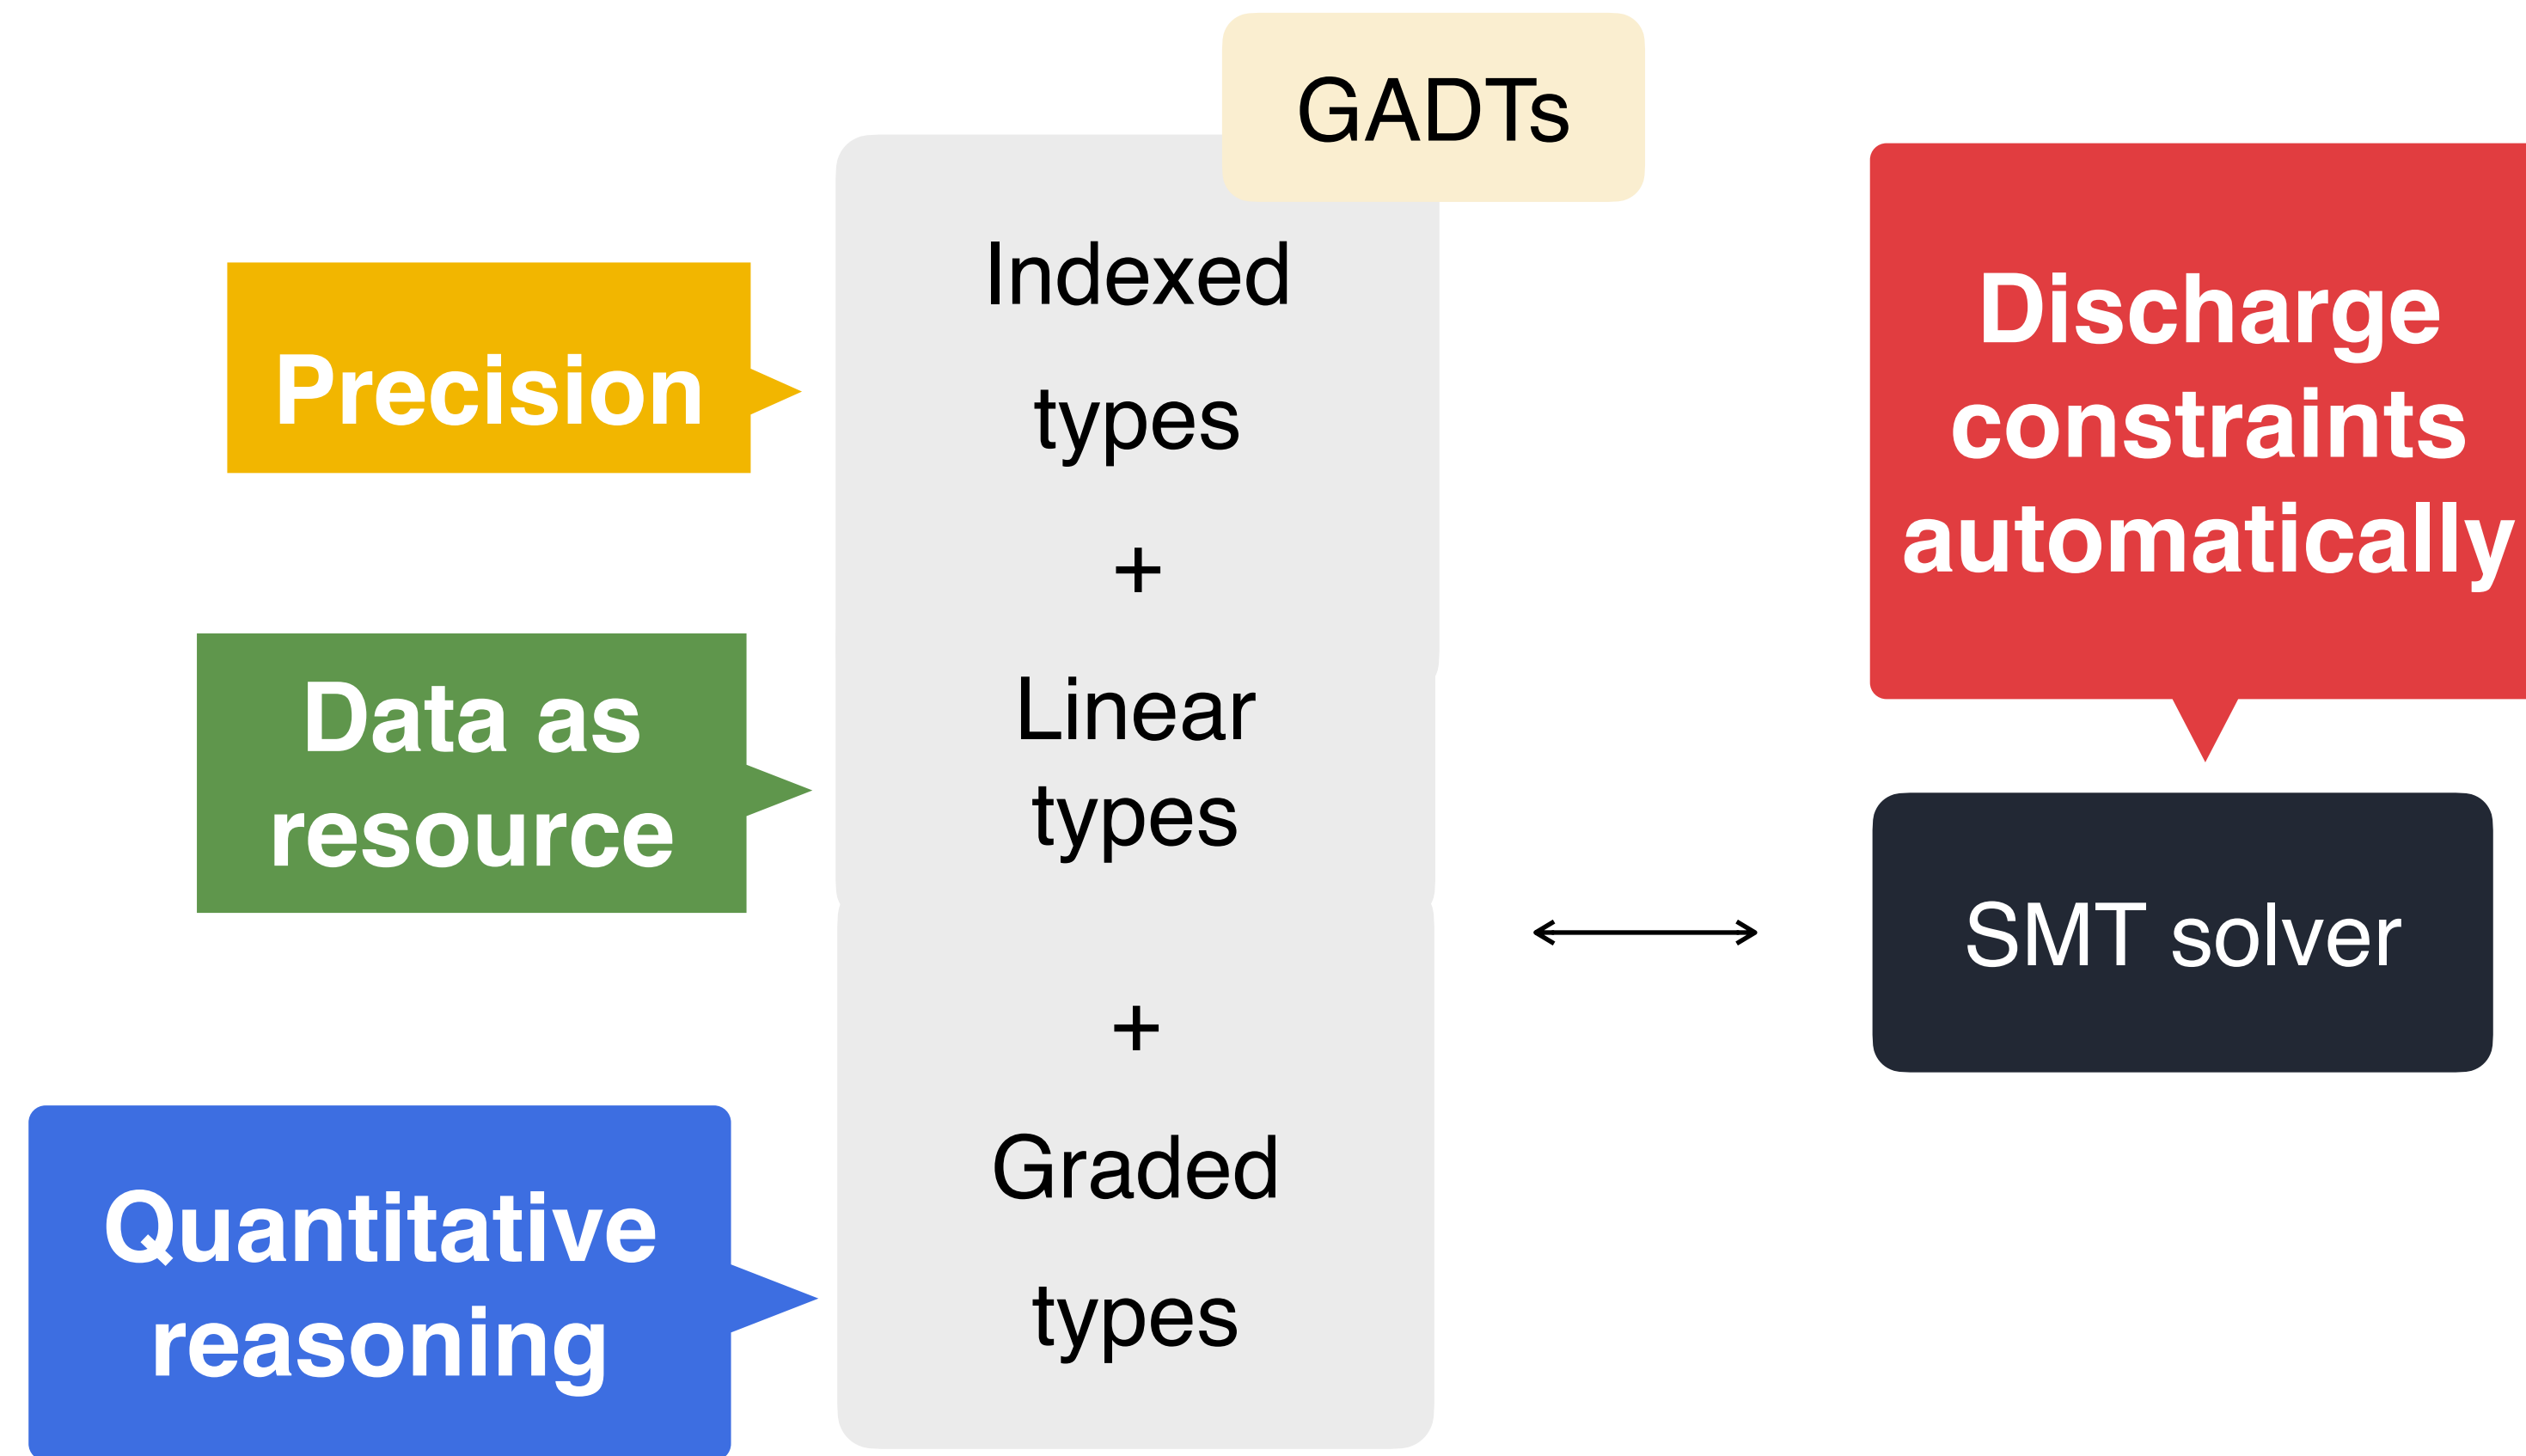 GADTs
Indexed
types
+
Linear
types
+
Graded
types
Precision
Data as
resource
Quantitative
reasoning
Discharge
constraints
automatically
SMT solver